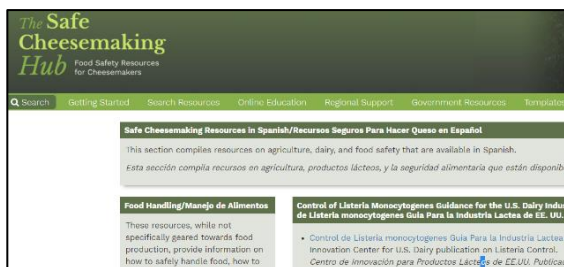 The Safe
Cheesemaking
Hub Food Safety Resources
for Cheesemakers
Search Getting Started Search Resources Online Education Regional Support Government Resources Templates
Safe Cheesemaking Resources in Spanish/Recursos Seguros Para Hacer Queso en Español
This section compiles resources on agriculture, dairy, and food safety that are available in Spanish.
Esta sección compila recursos en agricultura, productos lácteos, y la seguridad alimentaria que están disponib
Food Handling/Manejo de Alimentos
These resources, while not
specifically geared towards food
production, provide information on
how to safely handle food, how to
Control of Listeria Monocytogenes Guidance for the U.S. Dairy Indu
de Listeria monocytogenes Guía Para la Industria Lactea de EE. UU.
• Control de Listeria monocytogenes Guía Para la Industria Lactea
Innovation Center for U.S. Dairy publication on Listeria Control.
Centro de Innovación para Productos Lácteos de EE.UU. Publicac